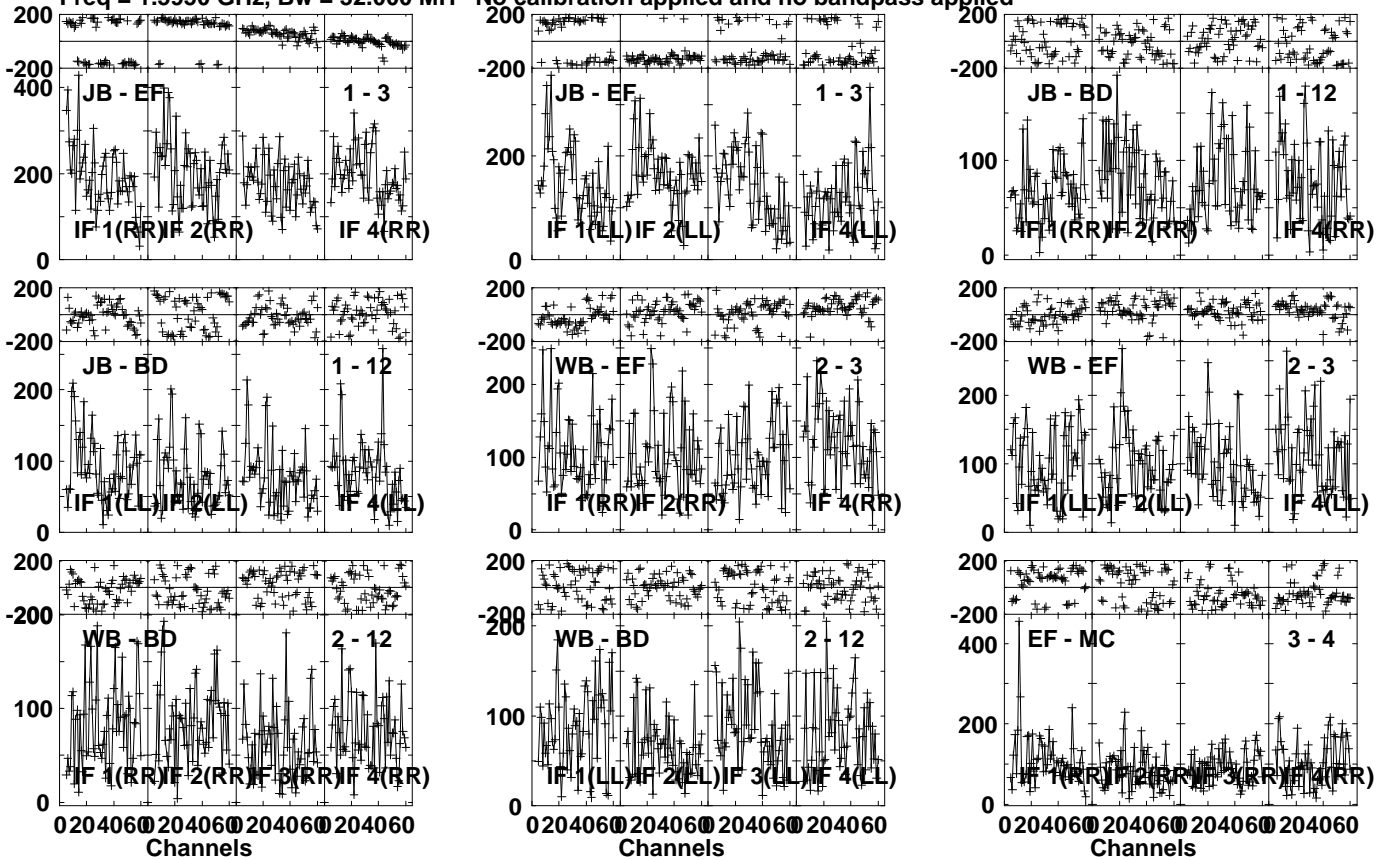 Freq = 1.5990 GHz, Bw = 32.000 MH No calibration applied and no bandpass applied
200
-200
400
200
0
JB - EF 1 - 3
IF 1(RR) IF 2(RR) IF 4(RR)
200
-200
200
0
JB - EF 1 - 3
IF 1(LL) IF 2(LL) IF 4(LL)
200
-200
100
0
JB - BD 1 - 12
IF 1(RR) IF 2(RR) IF 4(RR)
200
-200
200
100
0
JB - BD 1 - 12
IF 1(LL) IF 2(LL) IF 4(LL)
200
-200
200
100
0
WB - EF 2 - 3
IF 1(RR) IF 2(RR) IF 4(RR)
200
-200
200
100
0
WB - EF 2 - 3
IF 1(LL) IF 2(LL) IF 4(LL)
200
-200
200
100
0
WB - BD 2 - 12
IF 1(RR) IF 2(RR) IF 3(RR) IF 4(RR)
0 20 40 60 0 20 40 60 0 20 40 60 0 20 40 60
Channels
200
-200
200
100
0
WB - BD 2 - 12
IF 1(LL) IF 2(LL) IF 3(LL) IF 4(LL)
0 20 40 60 0 20 40 60 0 20 40 60 0 20 40 60
Channels
200
-200
400
200
0
EF - MC 3 - 4
IF 1(RR) IF 2(RR) IF 3(RR) IF 4(RR)
0 20 40 60 0 20 40 60 0 20 40 60 0 20 40 60
Channels